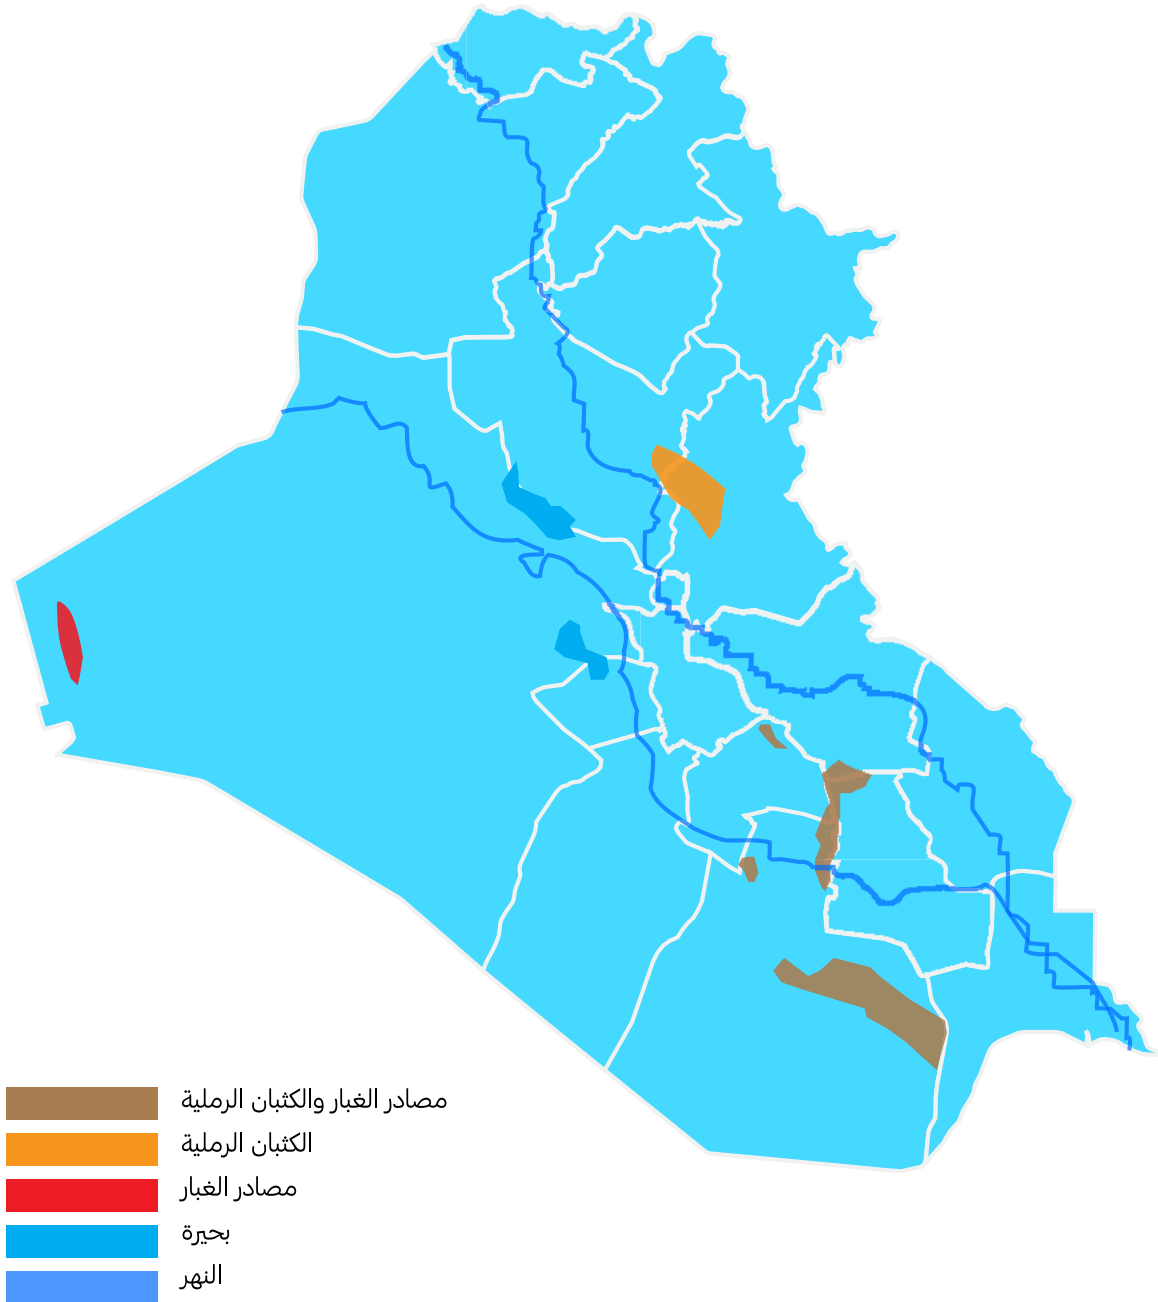 مصادر الغبار والكثبان الرملية
الكثبان الرملية
مصادر الغبار
بحيرة
النهر